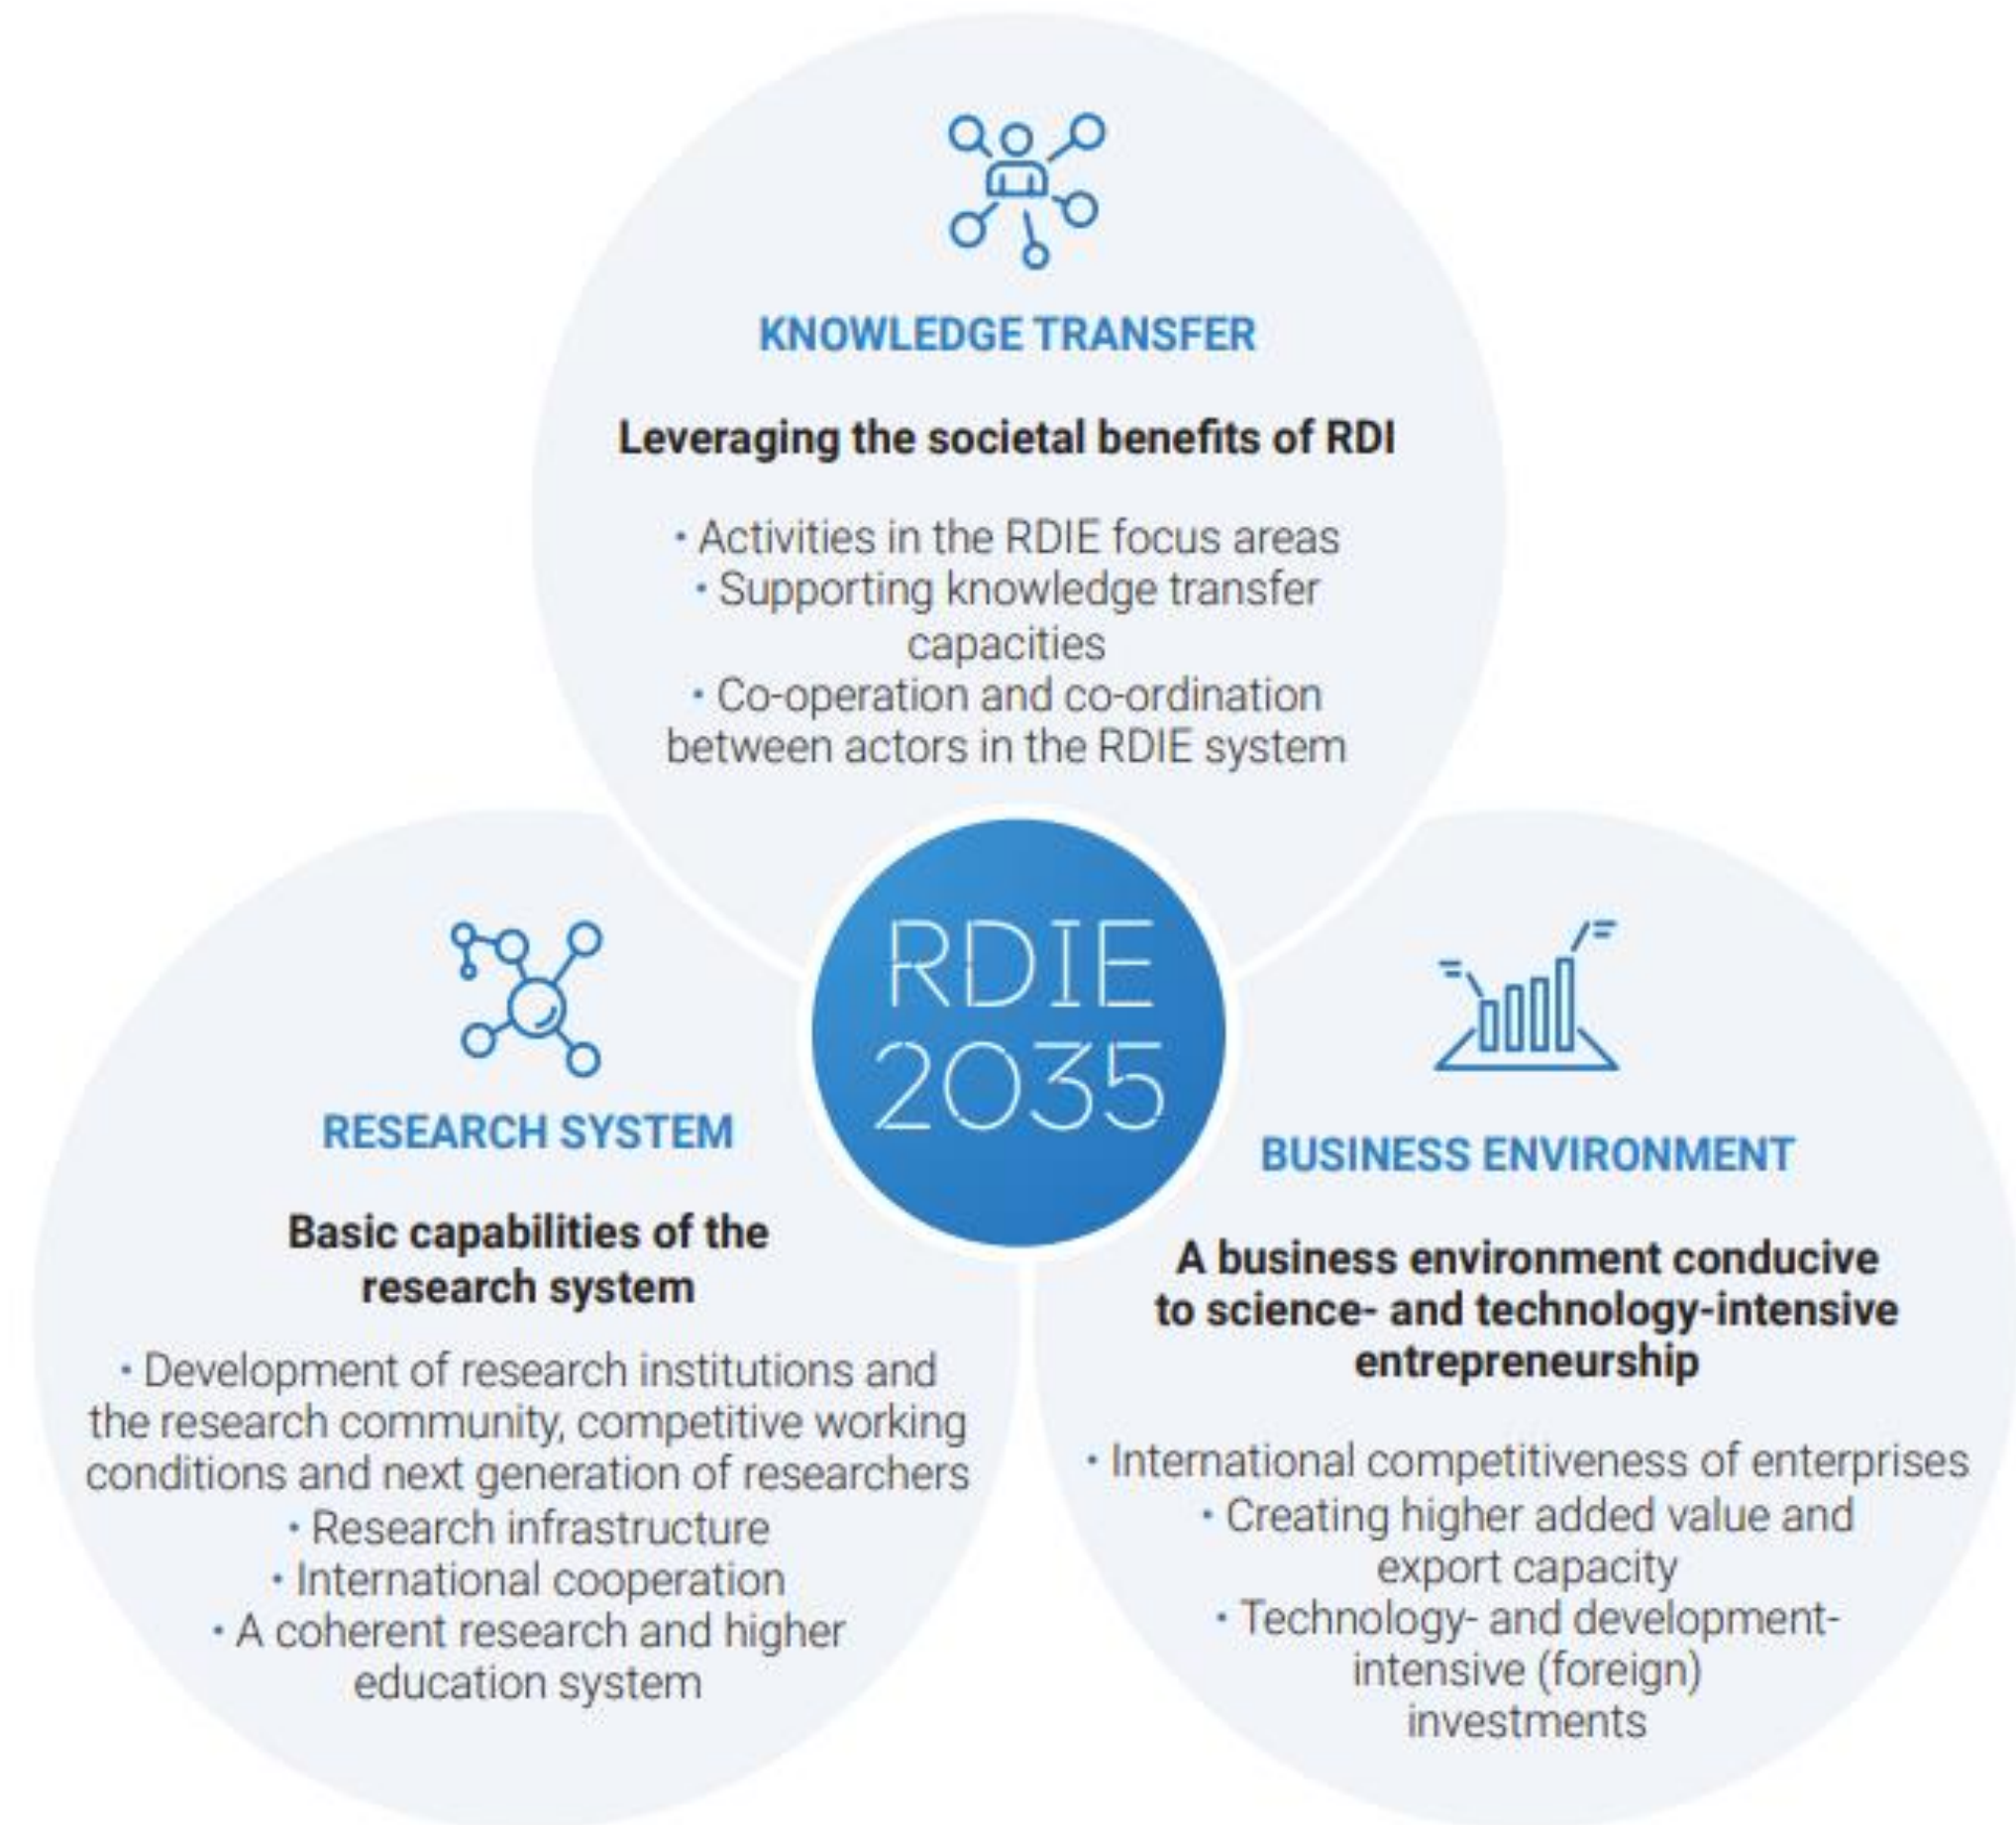 KNOWLEDGE TRANSFER
Leveraging the societal benefits of RDI
• Activities in the RDIE focus areas
• Supporting knowledge transfer
capacities
• Co-operation and co-ordination
between actors in the RDIE system
RDIE
2035
RESEARCH SYSTEM
Basic capabilities of the
research system
• Development of research institutions and
the research community, competitive working
conditions and next generation of researchers
• Research infrastructure
• International cooperation
• A coherent research and higher
education system
BUSINESS ENVIRONMENT
A business environment conducive
to science- and technology-intensive
entrepreneurship
• International competitiveness of enterprises
• Creating higher added value and
export capacity
• Technology- and development-
intensive (foreign)
investments